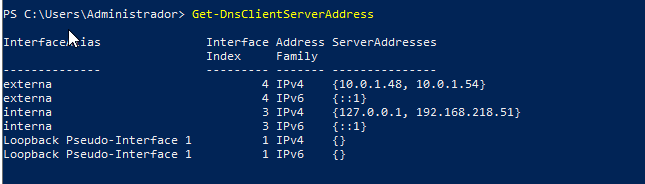 PS C:\Users\Administrador> Get-DnsClientServerAddress
InterfaceAlias Interface Address ServerAddresses
Index Family
-------------- --------- ------- ---------------
externa 4 IPv4 {10.0.1.48, 10.0.1.54}
externa 4 IPv6 {::1}
interna 3 IPv4 {127.0.0.1, 192.168.218.51}
interna 3 IPv6 {::1}
Loopback Pseudo-Interface 1 1 IPv4 {}
Loopback Pseudo-Interface 1 1 IPv6 {}